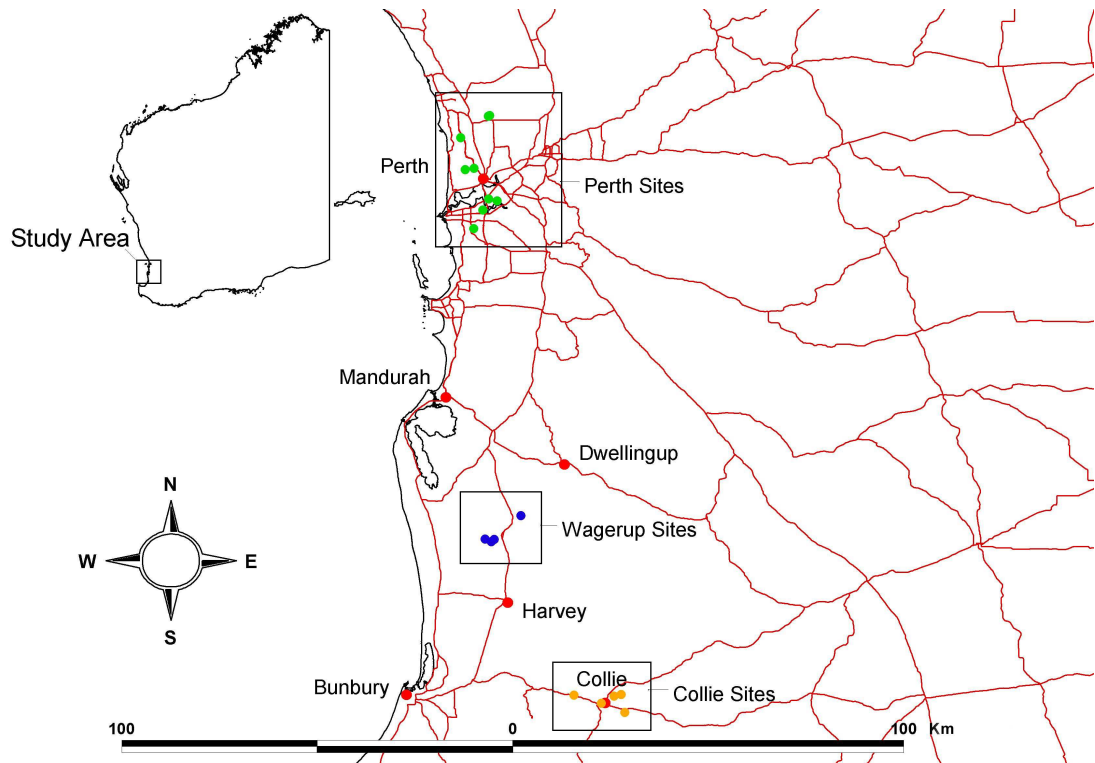 Perth
Perth Sites
Study Area
Mandurah
Dwellingup
N
W
E
S
Wagerup Sites
Harvey
Collie
Bunbury
Collie Sites
100
0
100 Km